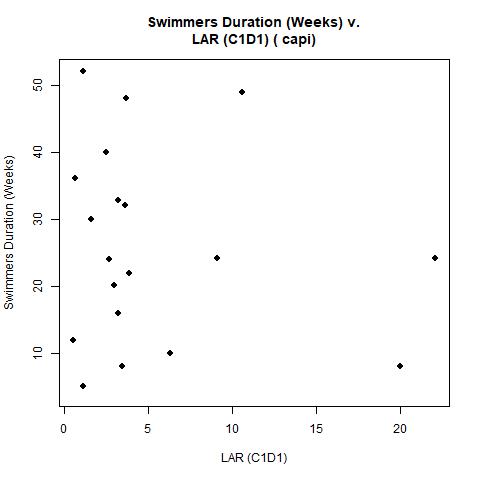 Swimmers Duration (Weeks) v.
LAR (C1D1) ( capi)
Swimmers Duration (Weeks)
50
40
30
20
10
0
5
10
15
20
LAR (C1D1)